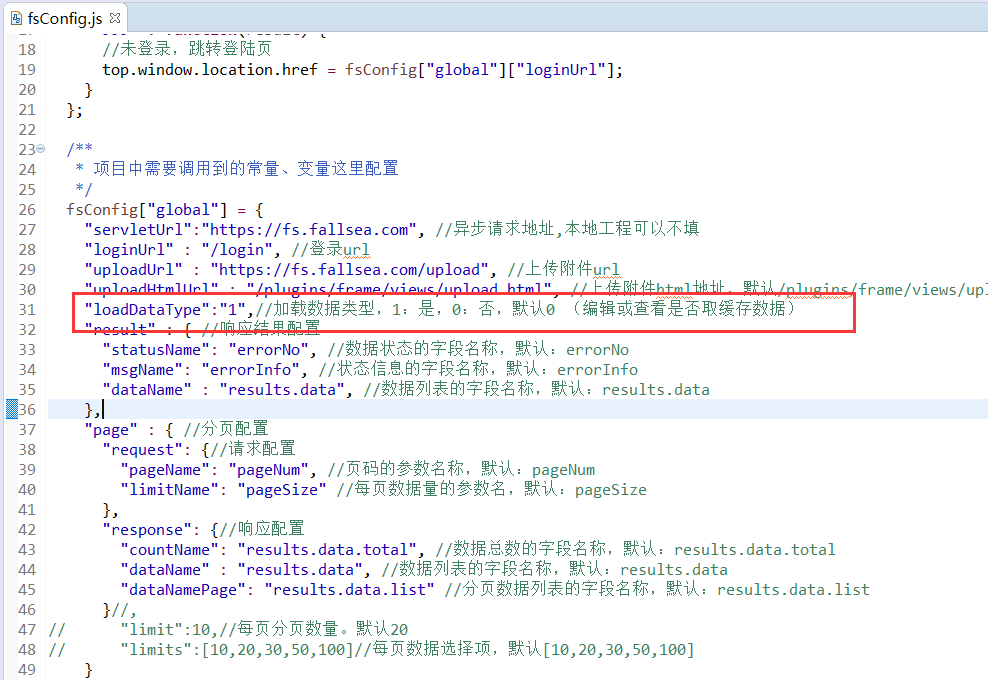 fsConfig.js
18 //未登录，跳转登陆页
19 top.window.location.href = fsConfig["global"]["loginUrl"];
20 }
21 };
22
23 /**
24 * 项目中需要调用到的常量、变量这里配置
25 */
26 fsConfig["global"] = {
27 "servletUrl":"https://fs.fallsea.com", //异步请求地址,本地工程可以不填
28 "loginUrl" : "/login", //登录url
29 "uploadUrl" : "https://fs.fallsea.com/upload", //上传附件url
30 "uploadHtmlUrl" : "/plugins/frame/views/upload.html", //上传附件html地址，默认/plugins/frame/views/upl
31 "loadDataType":"1",//加载数据类型，1：是，0：否，默认0 （编辑或查看是否取缓存数据）
32 "result" : { //响应结果配置
33 "statusName": "errorNo", //数据状态的字段名称，默认：errorNo
34 "msgName": "errorInfo", //状态信息的字段名称，默认：errorInfo
35 "dataName" : "results.data", //数据列表的字段名称，默认：results.data
36 },
37 "page" : { //分页配置
38 "request": {//请求配置
39 "pageName": "pageNum", //页码的参数名称，默认：pageNum
40 "limitName": "pageSize" //每页数据量的参数名，默认：pageSize
41 },
42 "response": {//响应配置
43 "countName": "results.data.total", //数据总数的字段名称，默认：results.data.total
44 "dataName" : "results.data", //数据列表的字段名称，默认：results.data
45 "dataNamePage": "results.data.list" //分页数据列表的字段名称，默认：results.data.list
46 }//,
47 // "limit":10,//每页分页数量。默认20
48 // "limits":[10,20,30,50,100]//每页数据选择项，默认[10,20,30,50,100]
49 }